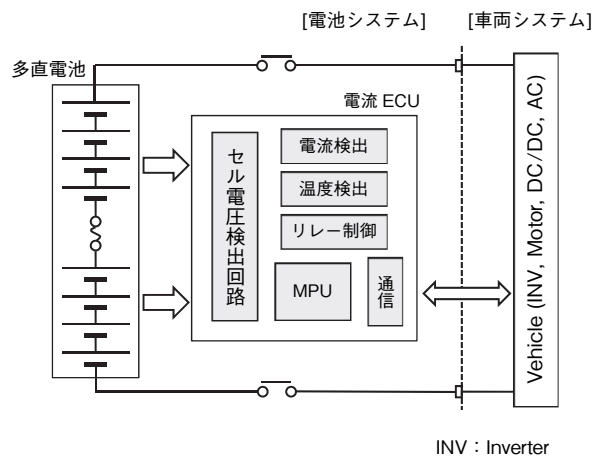 [電池システム] [車両システム]
多直電池
電流 ECU
セル電圧検出回路
電流検出
温度検出
リレー制御
MPU
通信
Vehicle (INV, Motor, DC/DC, AC)
INV：Inverter